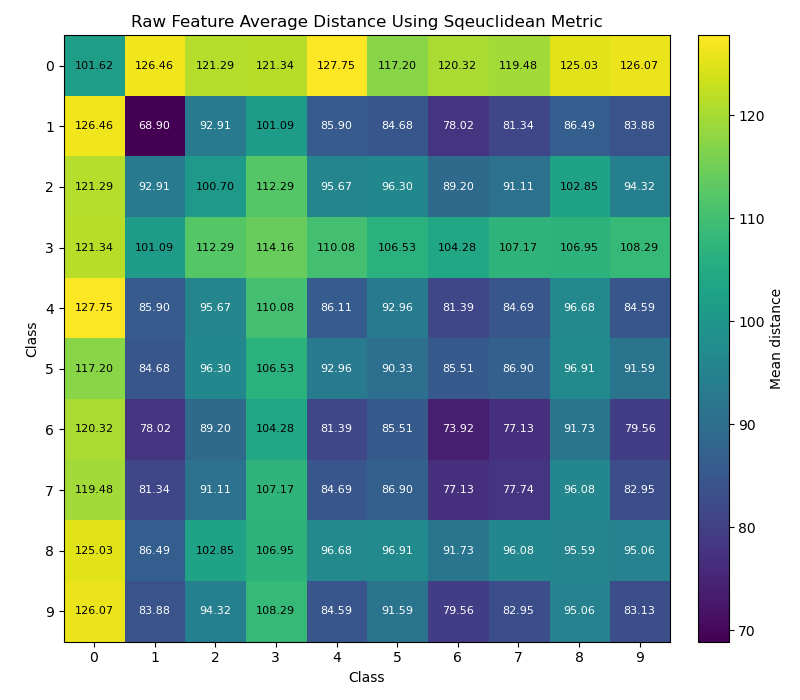 Raw Feature Average Distance Using Sqeuclidean Metric
0 101.62 126.46 121.29 121.34 127.75 117.20 120.32 119.48 125.03 126.07
1 126.46 68.90 92.91 101.09 85.90 84.68 78.02 81.34 86.49 83.88
2 121.29 92.91 100.70 112.29 95.67 96.30 89.20 91.11 102.85 94.32
3 121.34 101.09 112.29 114.16 110.08 106.53 104.28 107.17 106.95 108.29
4 127.75 85.90 95.67 110.08 86.11 92.96 81.39 84.69 96.68 84.59
5 117.20 84.68 96.30 106.53 92.96 90.33 85.51 86.90 96.91 91.59
6 120.32 78.02 89.20 104.28 81.39 85.51 73.92 77.13 91.73 79.56
7 119.48 81.34 91.11 107.17 84.69 86.90 77.13 77.74 96.08 82.95
8 125.03 86.49 102.85 106.95 96.68 96.91 91.73 96.08 95.59 95.06
9 126.07 83.88 94.32 108.29 84.59 91.59 79.56 82.95 95.06 83.13
0 1 2 3 4 5 6 7 8 9
Class
Class
120
110
100
90
80
70
Mean distance